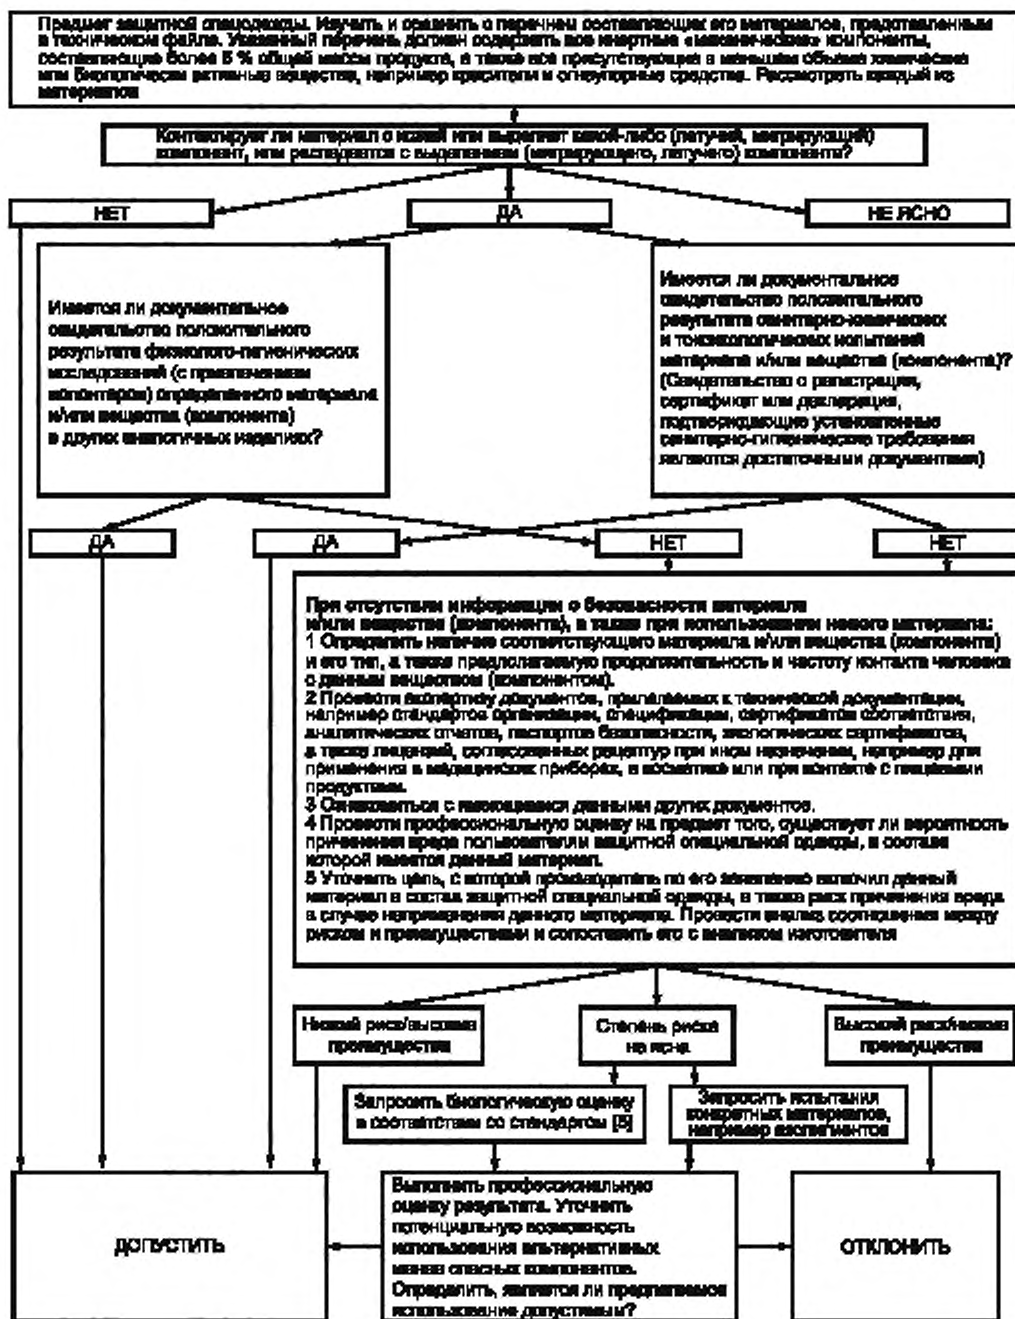 Предмет защитной спецодежды. Изучить и сравнить с перечнем составляющих его материалов, представленным
в техническом файле. Указанный перечень должен содержать все инертные «механические» компоненты,
составляющие более 5 % общей массы продукта, а также все присутствующие в меньшем объеме химические
или биологически активные вещества, например красители и огнеупорные средства. Рассмотреть каждый из
материалов
Контактирует ли материал с кожей или выделяет какой-либо (летучий, мигрирующий)
компонент, или распадается с выделением (мигрирующего, летучего) компонента?
НЕТ
ДА
НЕ ЯСНО
Имеется ли документальное
свидетельство положительного
результата физиолого-гигиенических
исследований (с привлечением
волонтеров) определенного материала
и/или вещества (компонента)
в других аналогичных изделиях?
Имеется ли документальное
свидетельство положительного
результата санитарно-химических
и токсикологических испытаний
материала и/или вещества (компонента)?
(Свидетельство о регистрации,
сертификат или декларация,
подтверждающие установленные
санитарно-гигиенические требования
являются достаточными документами)
ДА
ДА
НЕТ
НЕТ
При отсутствии информации о безопасности материала
и/или вещества (компонента), а также при использовании нового материала:
1 Определить наличие соответствующего материала и/или вещества (компонента)
и его тип, а также предполагаемую продолжительность и частоту контакта человека
с данным веществом (компонентом).
2 Провести экспертизу документов, прилагаемых к технической документации,
например стандартов организации, спецификации, сертификатов соответствия,
аналитических отчетов, паспортов безопасности, экологических сертификатов,
а также лицензий, согласованных рецептур при ином назначении, например для
применения в медицинских приборах, в косметике или при контакте с пищевыми
продуктами.
3 Ознакомиться с имеющимися данными других документов.
4 Провести профессиональную оценку на предмет того, существует ли вероятность
причинения вреда пользователям защитной специальной одежды, в составе
которой имеется данный материал.
5 Уточнить цель, с которой производитель по его заявлению включил данный
материал в состав защитной специальной одежды, а также риск причинения вреда
в случае неприменения данного материала. Провести анализ соотношения между
риском и преимуществами и сопоставить его с анализом изготовителя
Низкий риск/высокие
преимущества
Степень риска
не ясна
Высокий риск/низкие
преимущества
Запросить биологическую оценку
в соответствии со стандартом [5]
Запросить испытания
конкретных материалов,
например азопигментов
ДОПУСТИТЬ
Выполнить профессиональную
оценку результата. Уточнить
потенциальную возможность
использования альтернативных
менее опасных компонентов.
Определить, является ли предлагаемое
использование допустимым?
ОТКЛОНИТЬ